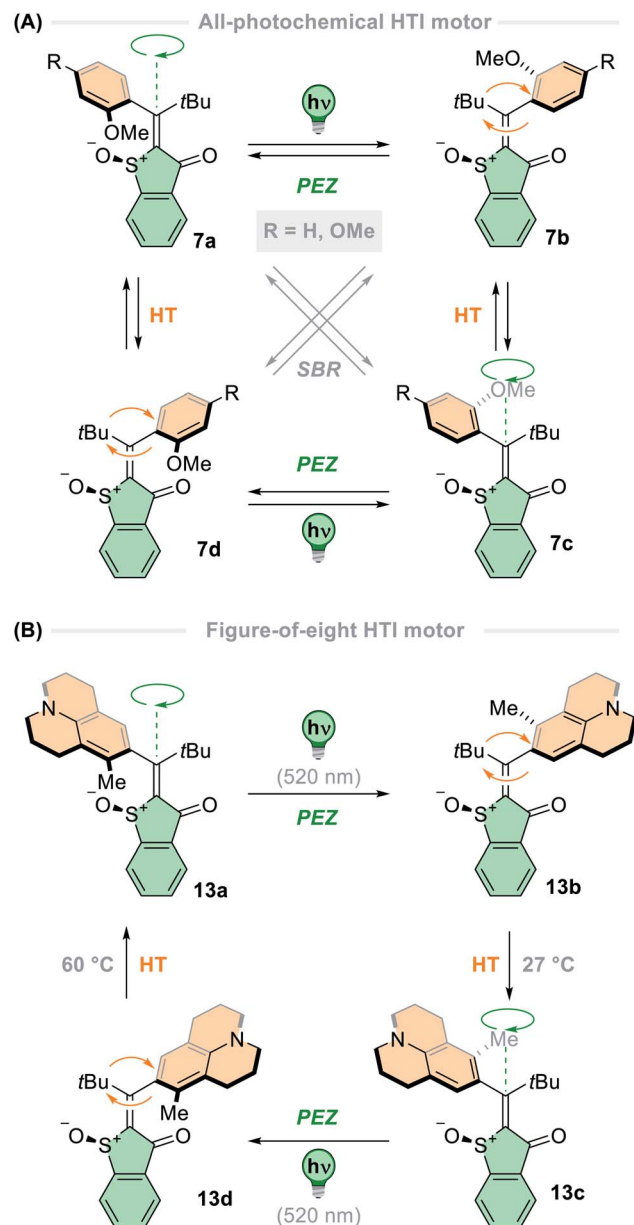 (A) All-photochemical HTI motor
R
OMe
tBu
−O
S+
O
7a
hν
PEZ
MeO
R
tBu
−O
S+
O
7b
R = H, OMe
HT
SBR
HT
R
tBu
OMe
−O
S+
O
7d
PEZ
hν
R
OMe
tBu
−O
S+
O
7c
(B) Figure-of-eight HTI motor
N
Me
tBu
−O
S+
O
13a
hν
(520 nm)
PEZ
Me
N
tBu
−O
S+
O
13b
60 °C HT
HT 27 °C
N
tBu
Me
−O
S+
O
13d
PEZ
hν
(520 nm)
N
Me
tBu
−O
S+
O
13c